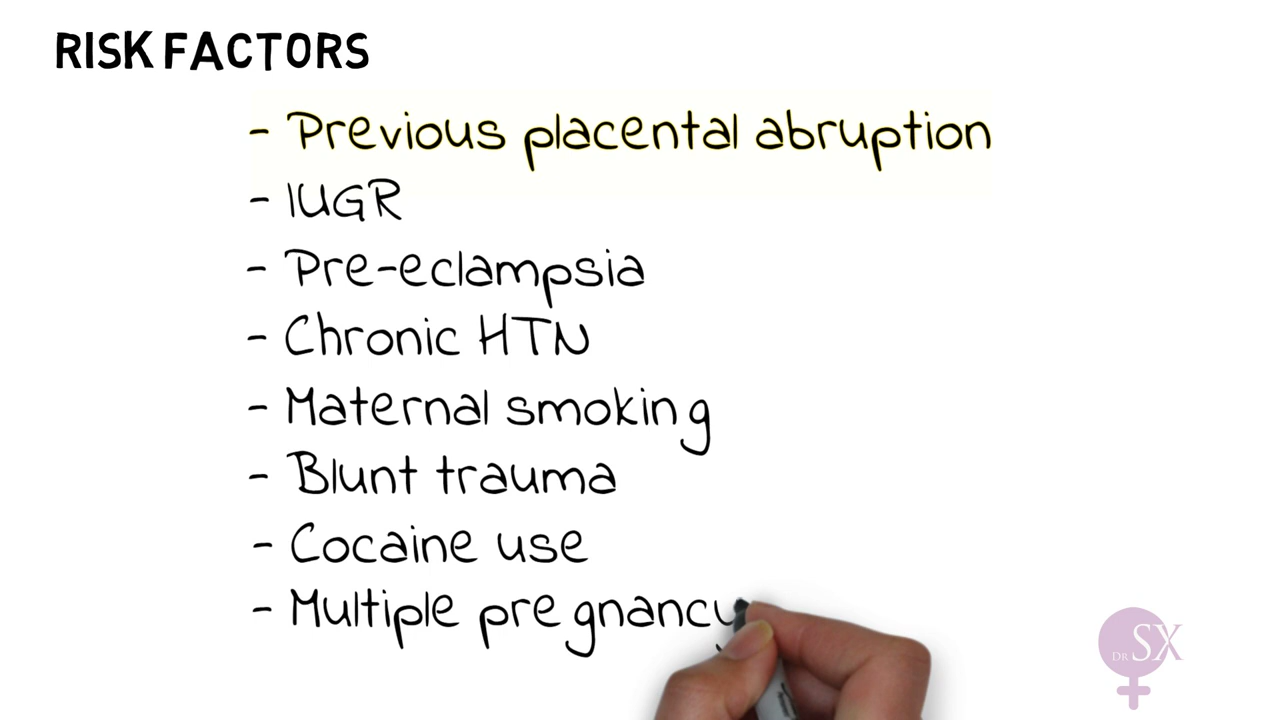 RISK FACTORS
- Previous placental abruption
- IUGR
- Pre-eclampsia
- Chronic HTN
- Maternal smoking
- Blunt trauma
- Cocaine use
- Multiple pregnancy
DR SX